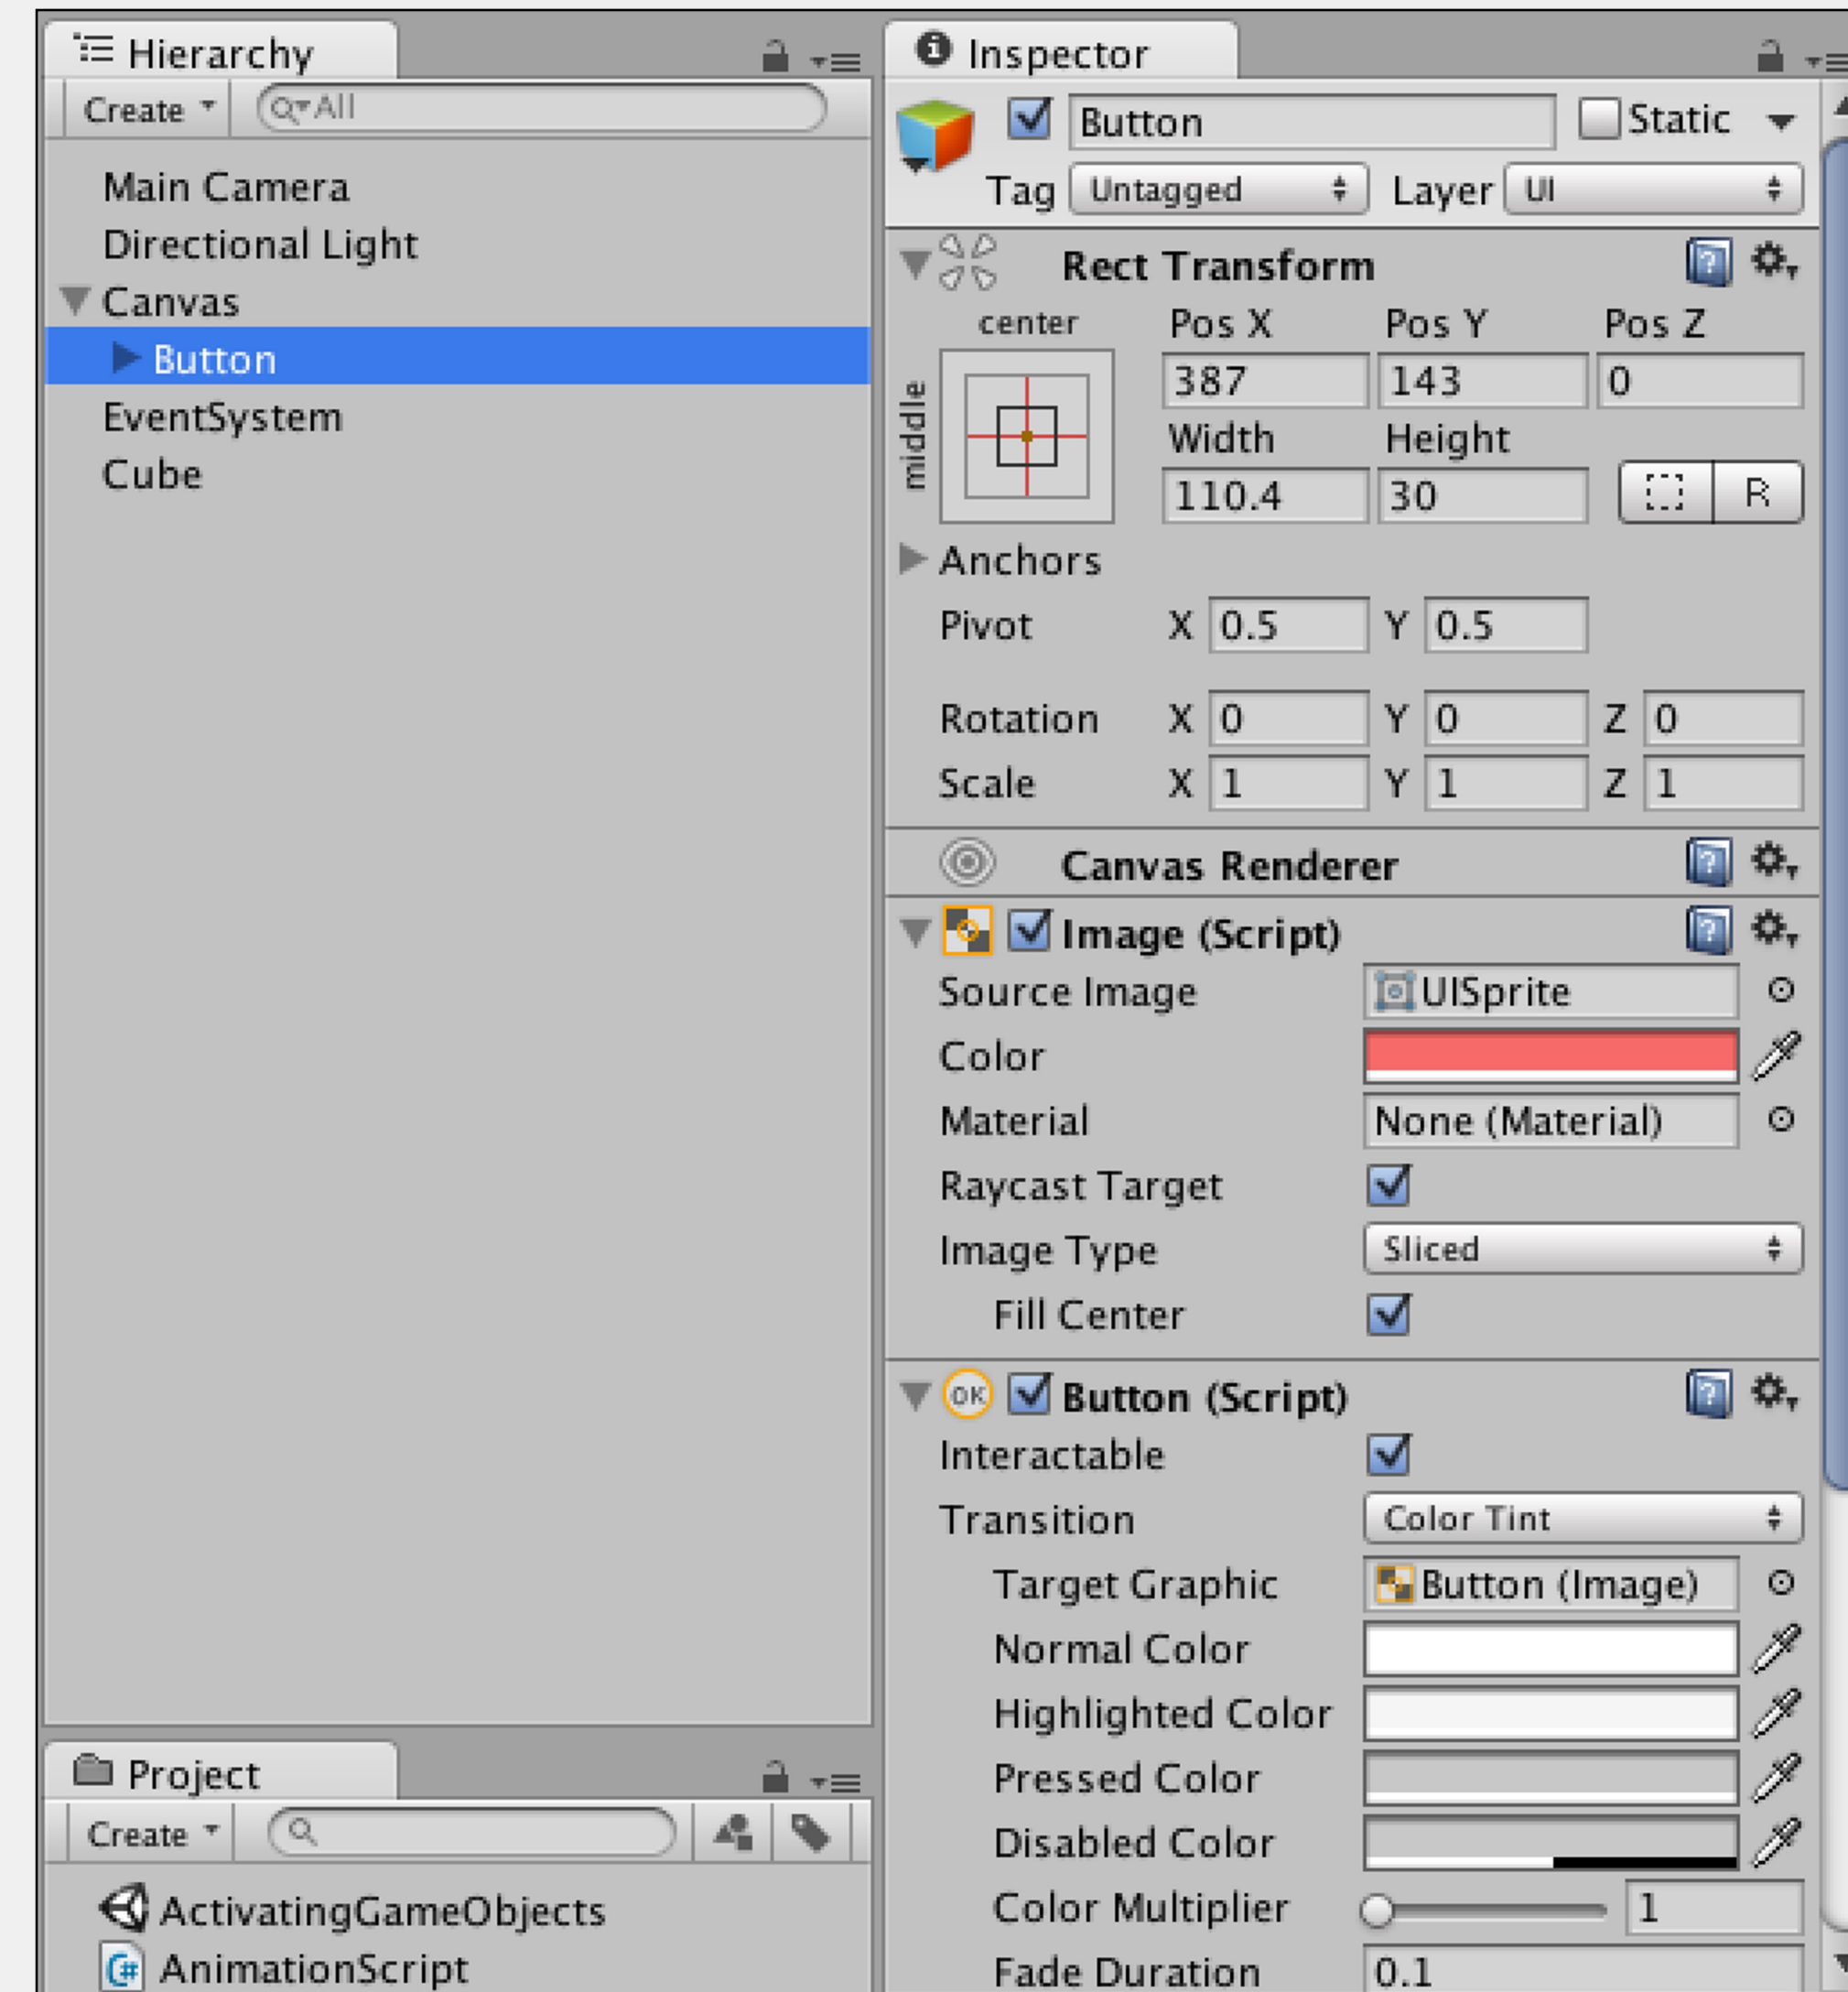 Hierarchy
Create
All
Main Camera
Directional Light
Canvas
Button
EventSystem
Cube
Project
Create
ActivatingGameObjects
C#
AnimationScript
Inspector
Button Static
Tag Untagged Layer UI
Rect Transform
center Pos X Pos Y Pos Z
middle
387 143 0
Width Height
110.4 30 R
Anchors
Pivot X 0.5 Y 0.5
Rotation X 0 Y 0 Z 0
Scale X 1 Y 1 Z 1
Canvas Renderer
Image (Script)
Source Image UISprite
Color
Material None (Material)
Raycast Target
Image Type Sliced
Fill Center
OK Button (Script)
Interactable
Transition Color Tint
Target Graphic Button (Image)
Normal Color
Highlighted Color
Pressed Color
Disabled Color
Color Multiplier 1
Fade Duration 0.1